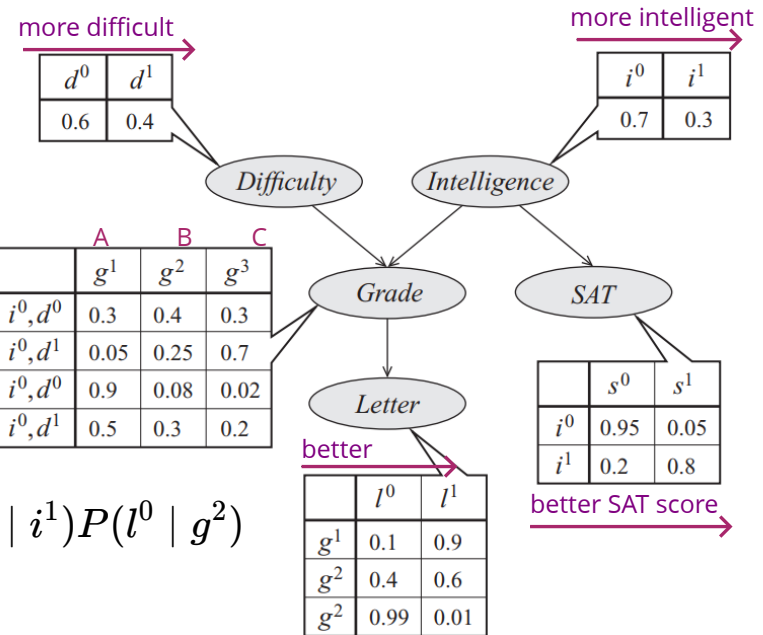 more difficult
more intelligent
d⁰ d¹
0.6 0.4
i⁰ i¹
0.7 0.3
Difficulty
Intelligence
A B C
g¹ g² g³
i⁰,d⁰ 0.3 0.4 0.3
i⁰,d¹ 0.05 0.25 0.7
i⁰,d⁰ 0.9 0.08 0.02
i⁰,d¹ 0.5 0.3 0.2
Grade
SAT
s⁰ s¹
i⁰ 0.95 0.05
i¹ 0.2 0.8
better SAT score
Letter
better
l⁰ l¹
g¹ 0.1 0.9
g² 0.4 0.6
g² 0.99 0.01
| i¹)P(l⁰ | g²)